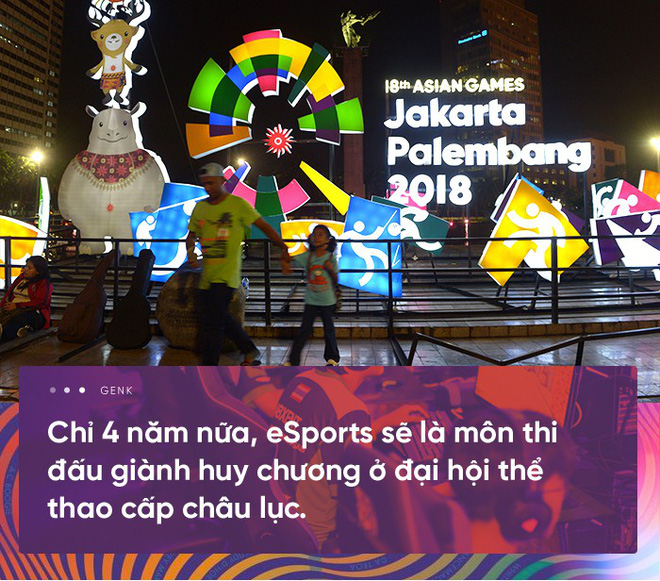 18th ASIAN GAMES
Jakarta
Palembang
2018
GENK
Chỉ 4 năm nữa, eSports sẽ là môn thi
đấu giành huy chương ở đại hội thể
thao cấp châu lục.